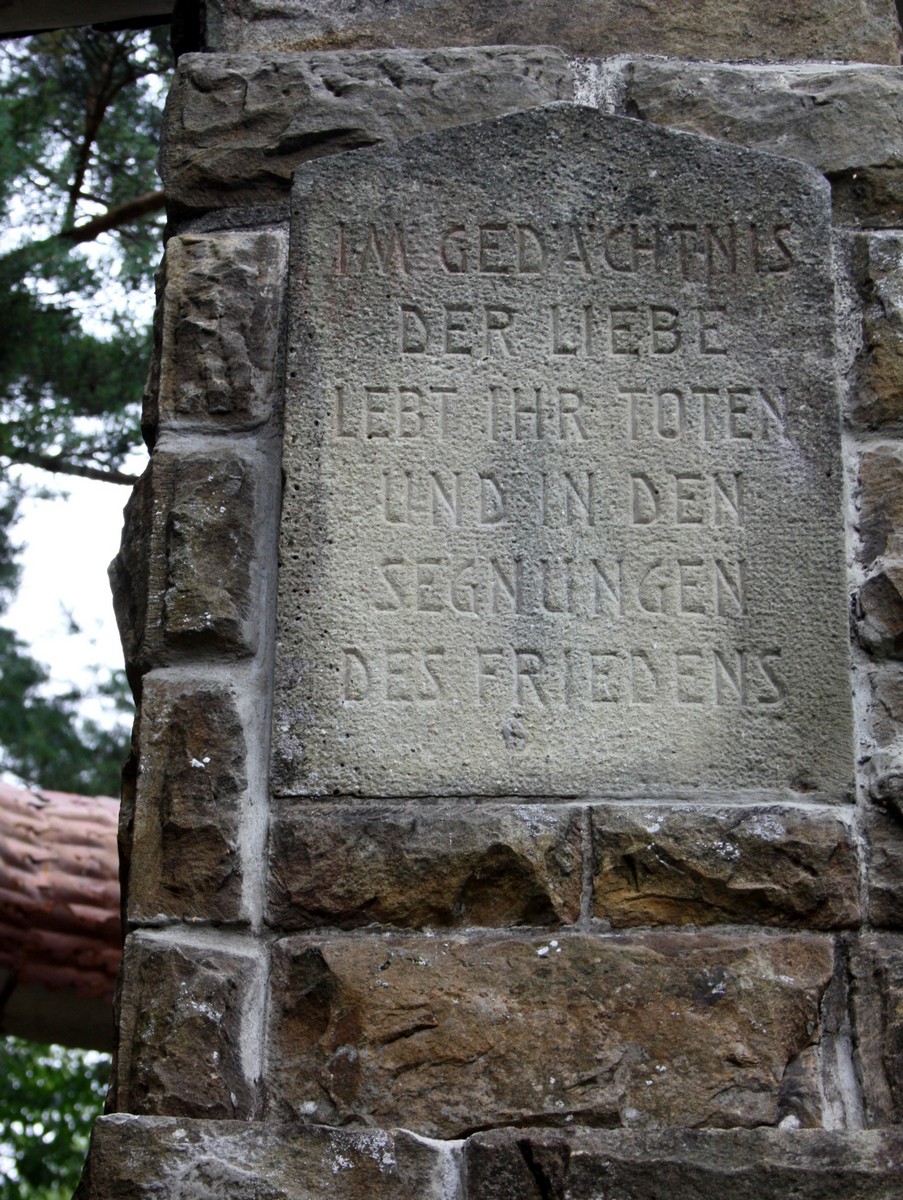 IM GEDÄCHTNIS
DER LIEBE
LEBT IHR TOTEN
UND IN DEN
SEGNUNGEN
DES FRIEDENS